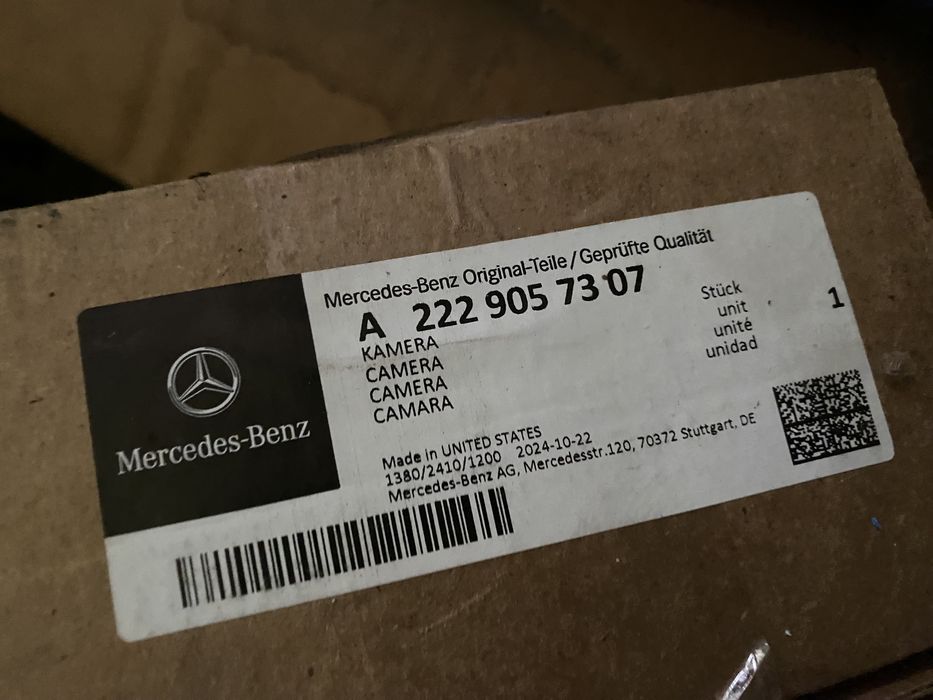 Mercedes-Benz Original-Teile / Geprüfte Qualität
A 222 905 73 07
KAMERA
CAMERA
CAMERA
CAMARA
Stück
unit
unité
unidad
1
Made in UNITED STATES
1380/2410/1200 2024-10-22
Mercedes-Benz AG, Mercedesstr.120, 70372 Stuttgart, DE
Mercedes-Benz